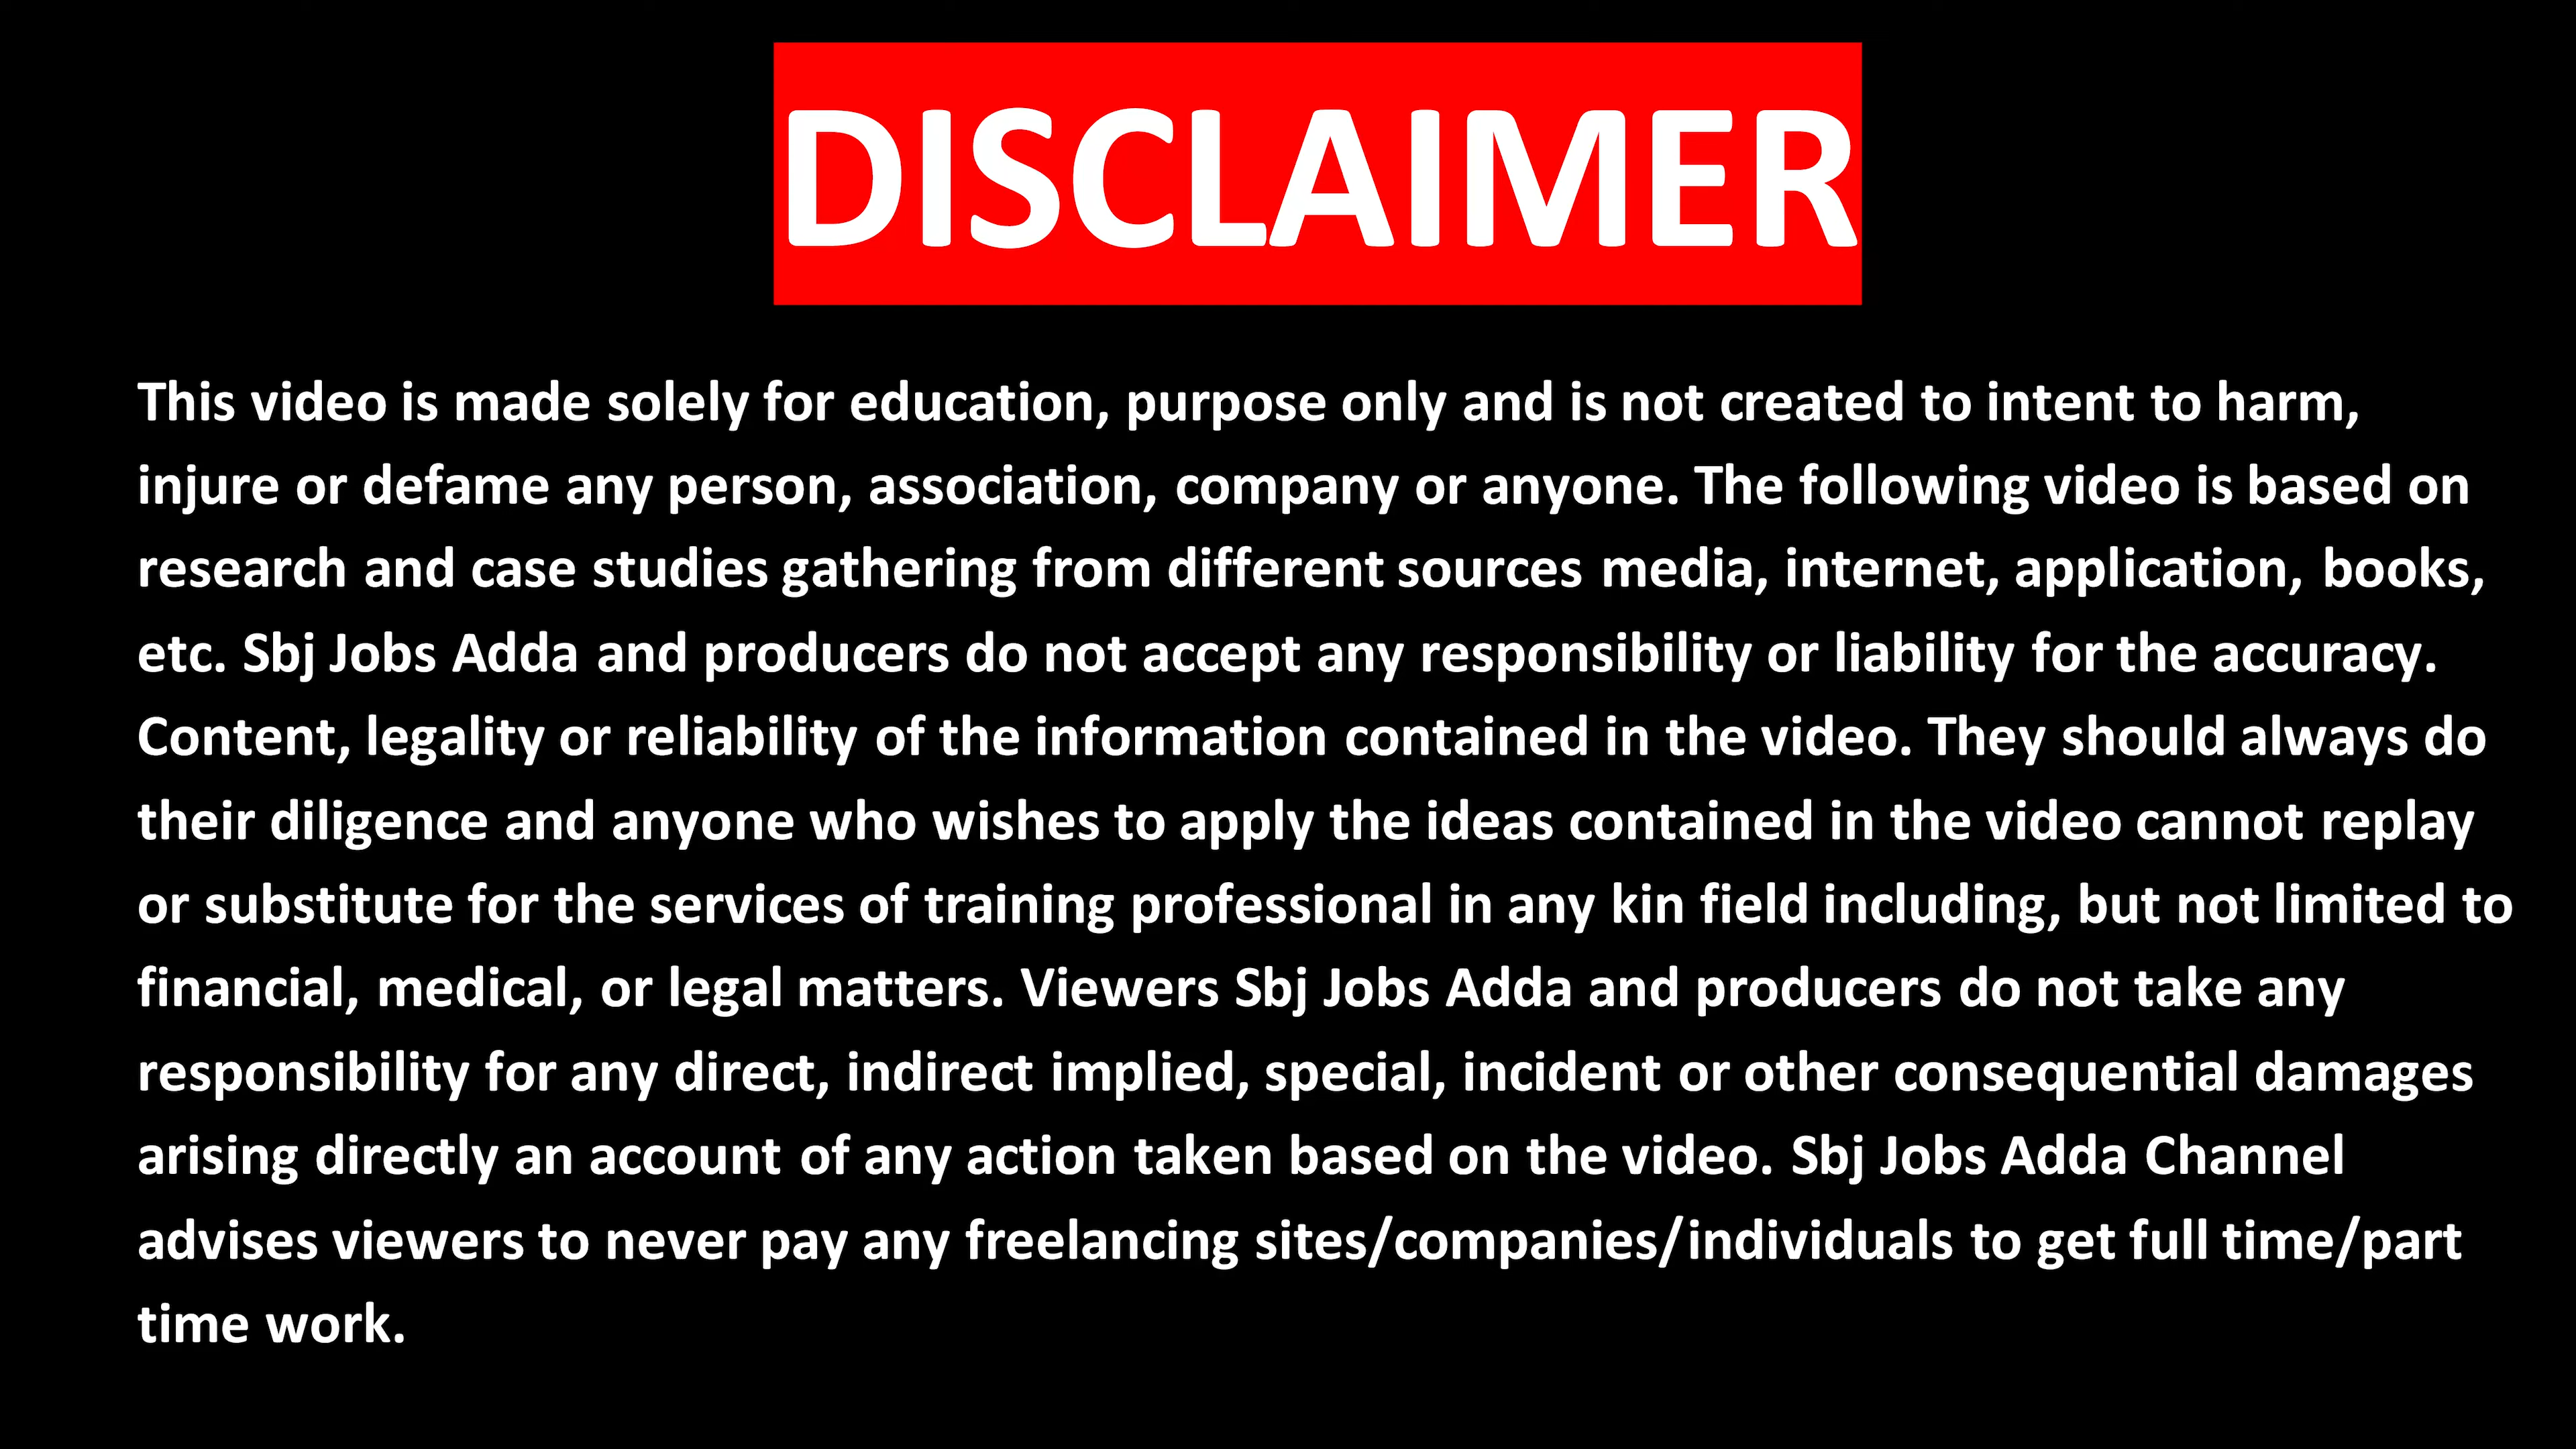 DISCLAIMER
This video is made solely for education, purpose only and is not created to intent to harm,
injure or defame any person, association, company or anyone. The following video is based on
research and case studies gathering from different sources media, internet, application, books,
etc. Sbj Jobs Adda and producers do not accept any responsibility or liability for the accuracy.
Content, legality or reliability of the information contained in the video. They should always do
their diligence and anyone who wishes to apply the ideas contained in the video cannot replay
or substitute for the services of training professional in any kin field including, but not limited to
financial, medical, or legal matters. Viewers Sbj Jobs Adda and producers do not take any
responsibility for any direct, indirect implied, special, incident or other consequential damages
arising directly an account of any action taken based on the video. Sbj Jobs Adda Channel
advises viewers to never pay any freelancing sites/companies/individuals to get full time/part
time work.